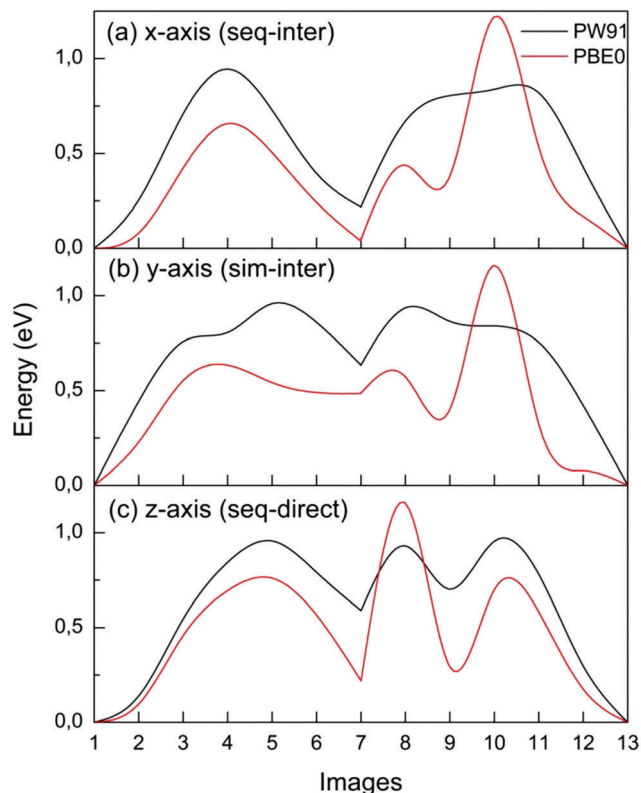 (a) x-axis (seq-inter)
PW91
PBE0
1,0
0,5
0,0
(b) y-axis (sim-inter)
1,0
0,5
0,0
(c) z-axis (seq-direct)
1,0
0,5
0,0
Energy (eV)
1 2 3 4 5 6 7 8 9 10 11 12 13
Images